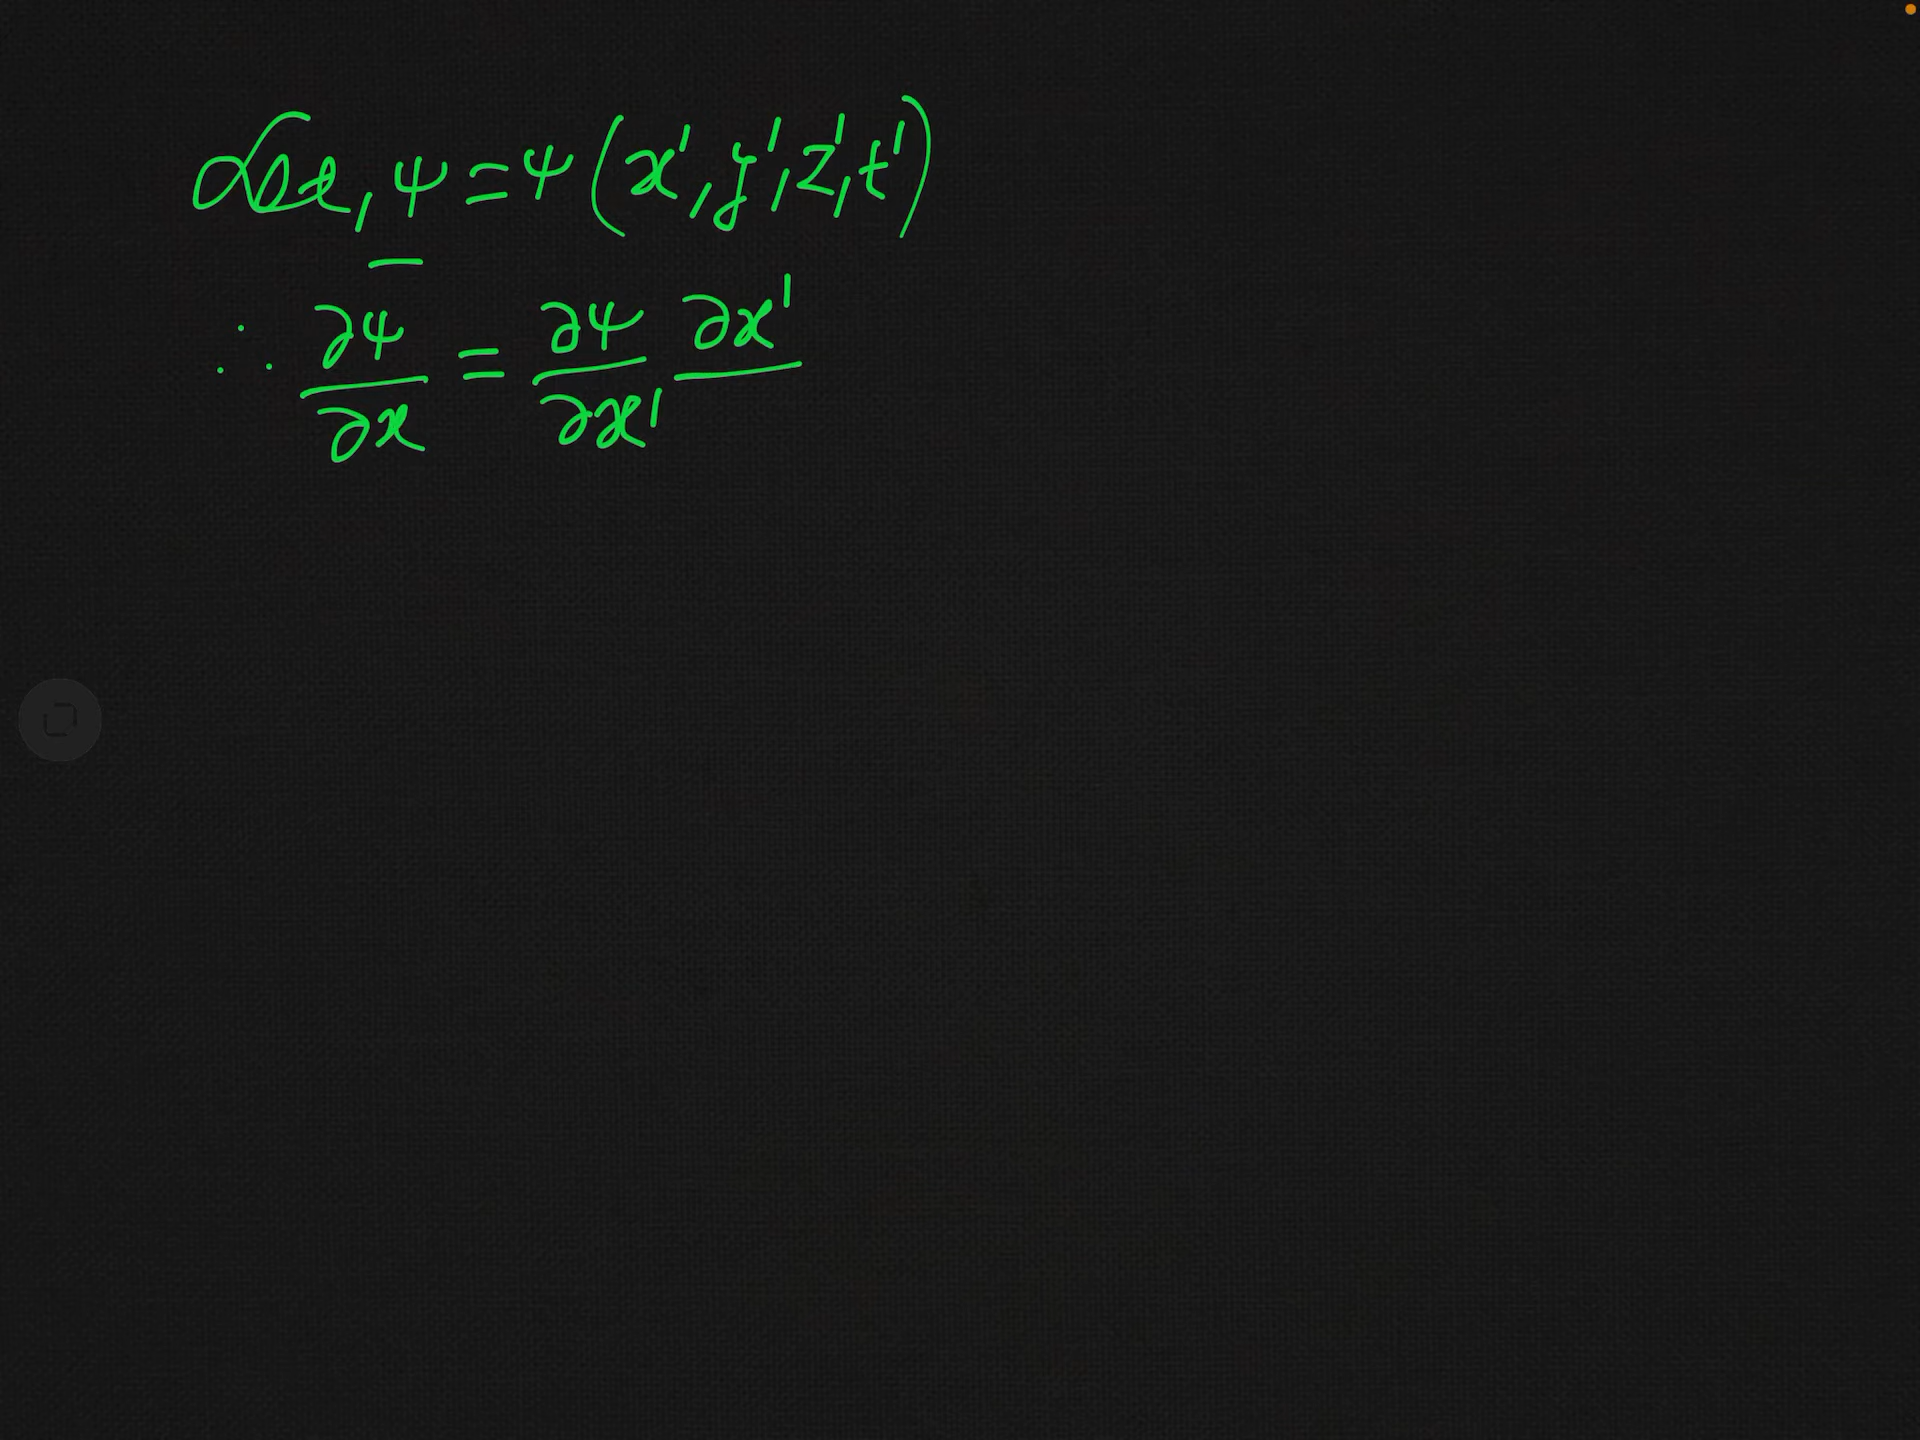 Let, ψ = ψ (x', y', z', t')
∴ ∂ψ/∂x = ∂ψ/∂x' ∂x'/